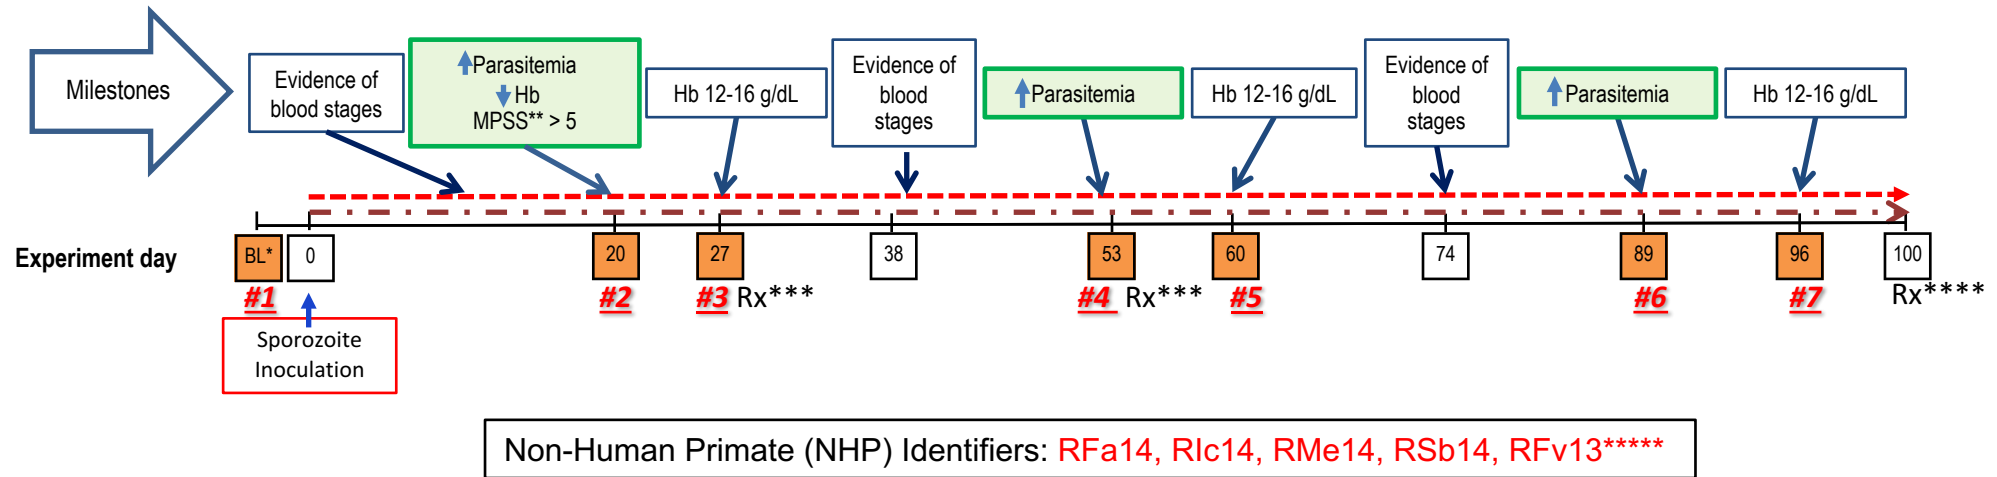 Milestones
Evidence of
blood stages
Parasitemia
Hb
MPSS** > 5
Hb 12-16 g/dL
Evidence of
blood
stages
Parasitemia
Hb 12-16 g/dL
Evidence of
blood
stages
Parasitemia
Hb 12-16 g/dL
Experiment day
BL* 0 20 27 38 53 60 74 89 96 100
#1 #2 #3 Rx*** #4 Rx*** #5 #6 #7 Rx****
Sporozoite
Inoculation
Non-Human Primate (NHP) Identifiers: RFa14, RIc14, RMe14, RSb14, RFv13*****